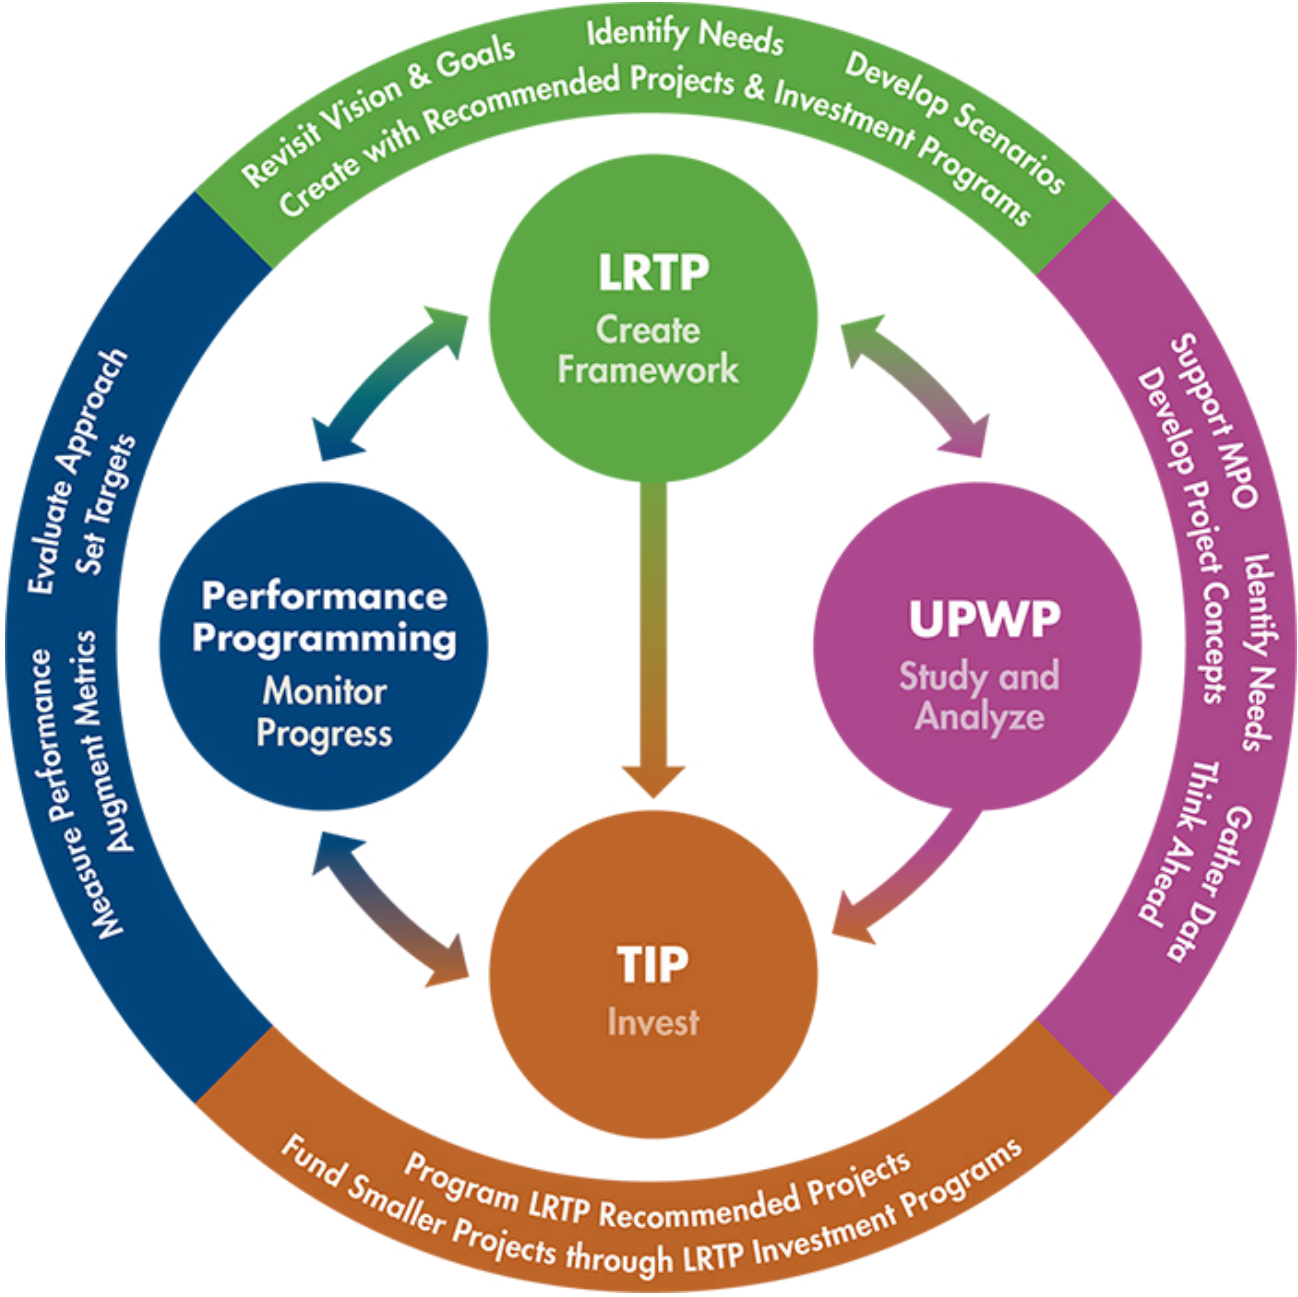 Revisit Vision & Goals
Identify Needs
Develop Scenarios
Create with Recommended Projects & Investment Programs
LRTP
Create
Framework
Support MPO
Identify Needs
Gather Data
Develop Project Concepts
Think Ahead
Evaluate Approach
Set Targets
Measure Performance
Augment Metrics
Performance
Programming
Monitor
Progress
UPWP
Study and
Analyze
TIP
Invest
Program LRTP Recommended Projects
Fund Smaller Projects through LRTP Investment Programs